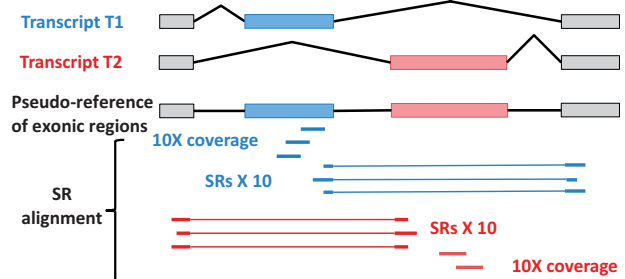 Transcript T1
Transcript T2
Pseudo-reference
of exonic regions
10X coverage
SRs X 10
SR
alignment
SRs X 10
10X coverage